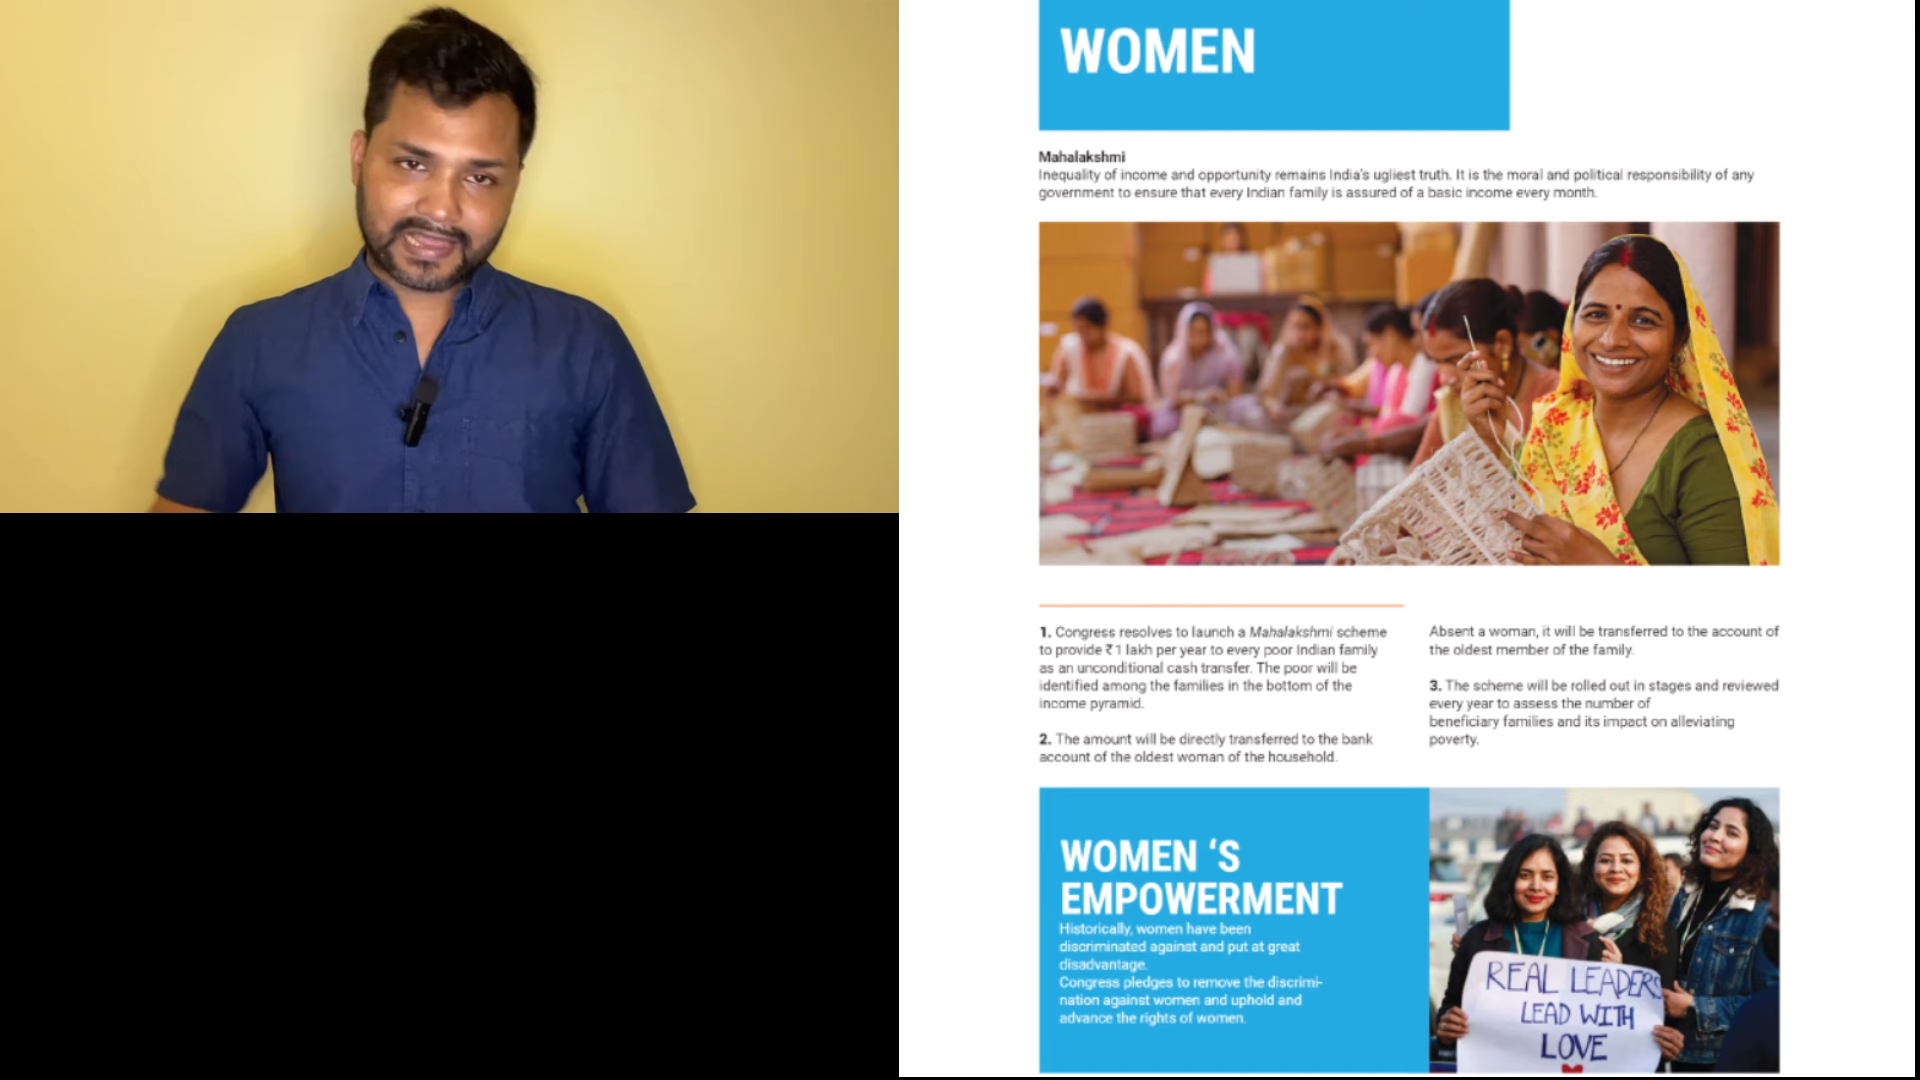 WOMEN
Mahalakshmi
Inequality of income and opportunity remains India's ugliest truth. It is the moral and political responsibility of any
government to ensure that every Indian family is assured of a basic income every month.
1. Congress resolves to launch a Mahalakshmi scheme
to provide ₹1 lakh per year to every poor Indian family
as an unconditional cash transfer. The poor will be
identified among the families in the bottom of the
income pyramid.
2. The amount will be directly transferred to the bank
account of the oldest woman of the household.
Absent a woman, it will be transferred to the account of
the oldest member of the family.
3. The scheme will be rolled out in stages and reviewed
every year to assess the number of
beneficiary families and its impact on alleviating
poverty.
WOMEN ‘S
EMPOWERMENT
Historically, women have been
discriminated against and put at great
disadvantage.
Congress pledges to remove the discrimi-
nation against women and uphold and
advance the rights of women.
REAL LEADERS
LEAD WITH
LOVE